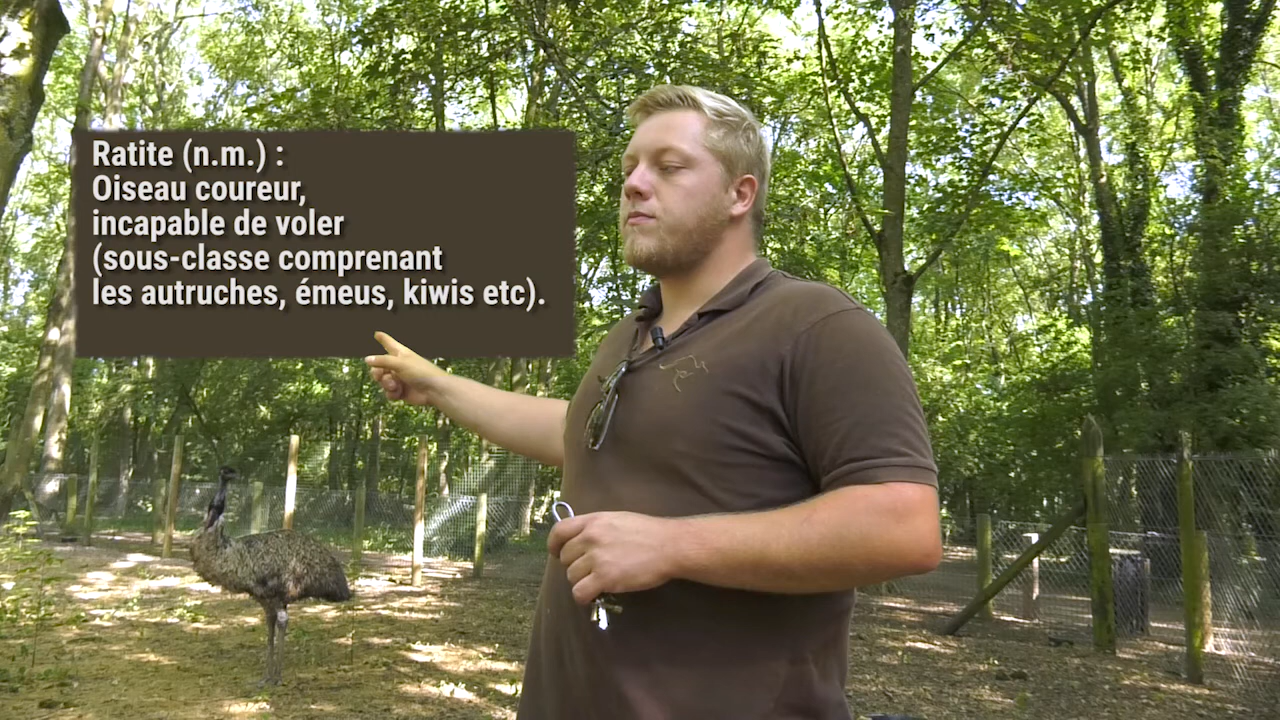 Ratite (n.m.) :
Oiseau coureur,
incapable de voler
(sous-classe comprenant
les autruches, émeus, kiwis etc).